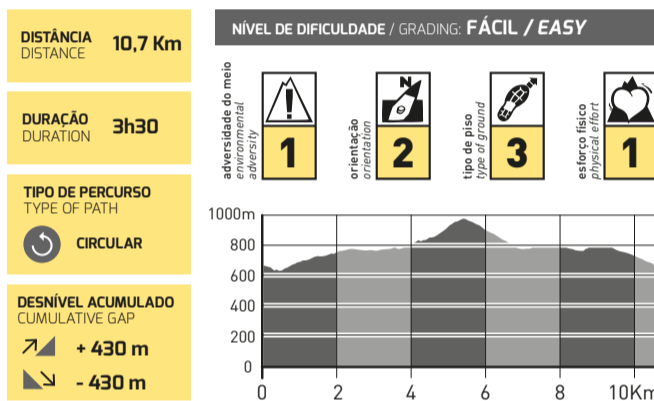 DISTÂNCIA
DISTANCE
10,7 Km
DURAÇÃO
DURATION
3h30
TIPO DE PERCURSO
TYPE OF PATH
CIRCULAR
DESNÍVEL ACUMULADO
CUMULATIVE GAP
+ 430 m
- 430 m
NÍVEL DE DIFICULDADE / GRADING: FÁCIL / EASY
adversidade do meio
environmental
adversity
1
orientação
orientation
N
2
tipo de piso
type of ground
3
esforço físico
physical effort
1
1000m
800
600
400
200
0
0 2 4 6 8 10Km